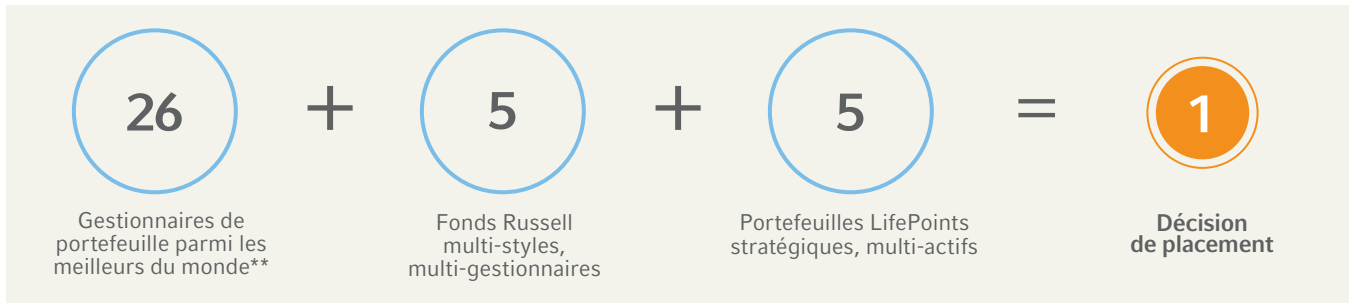 26 + 5 + 5 = 1
Gestionnaires de
portefeuille parmi les
meilleurs du monde**
Fonds Russell
multi-styles,
multi-gestionnaires
Portefeuilles LifePoints
stratégiques, multi-actifs
Décision
de placement